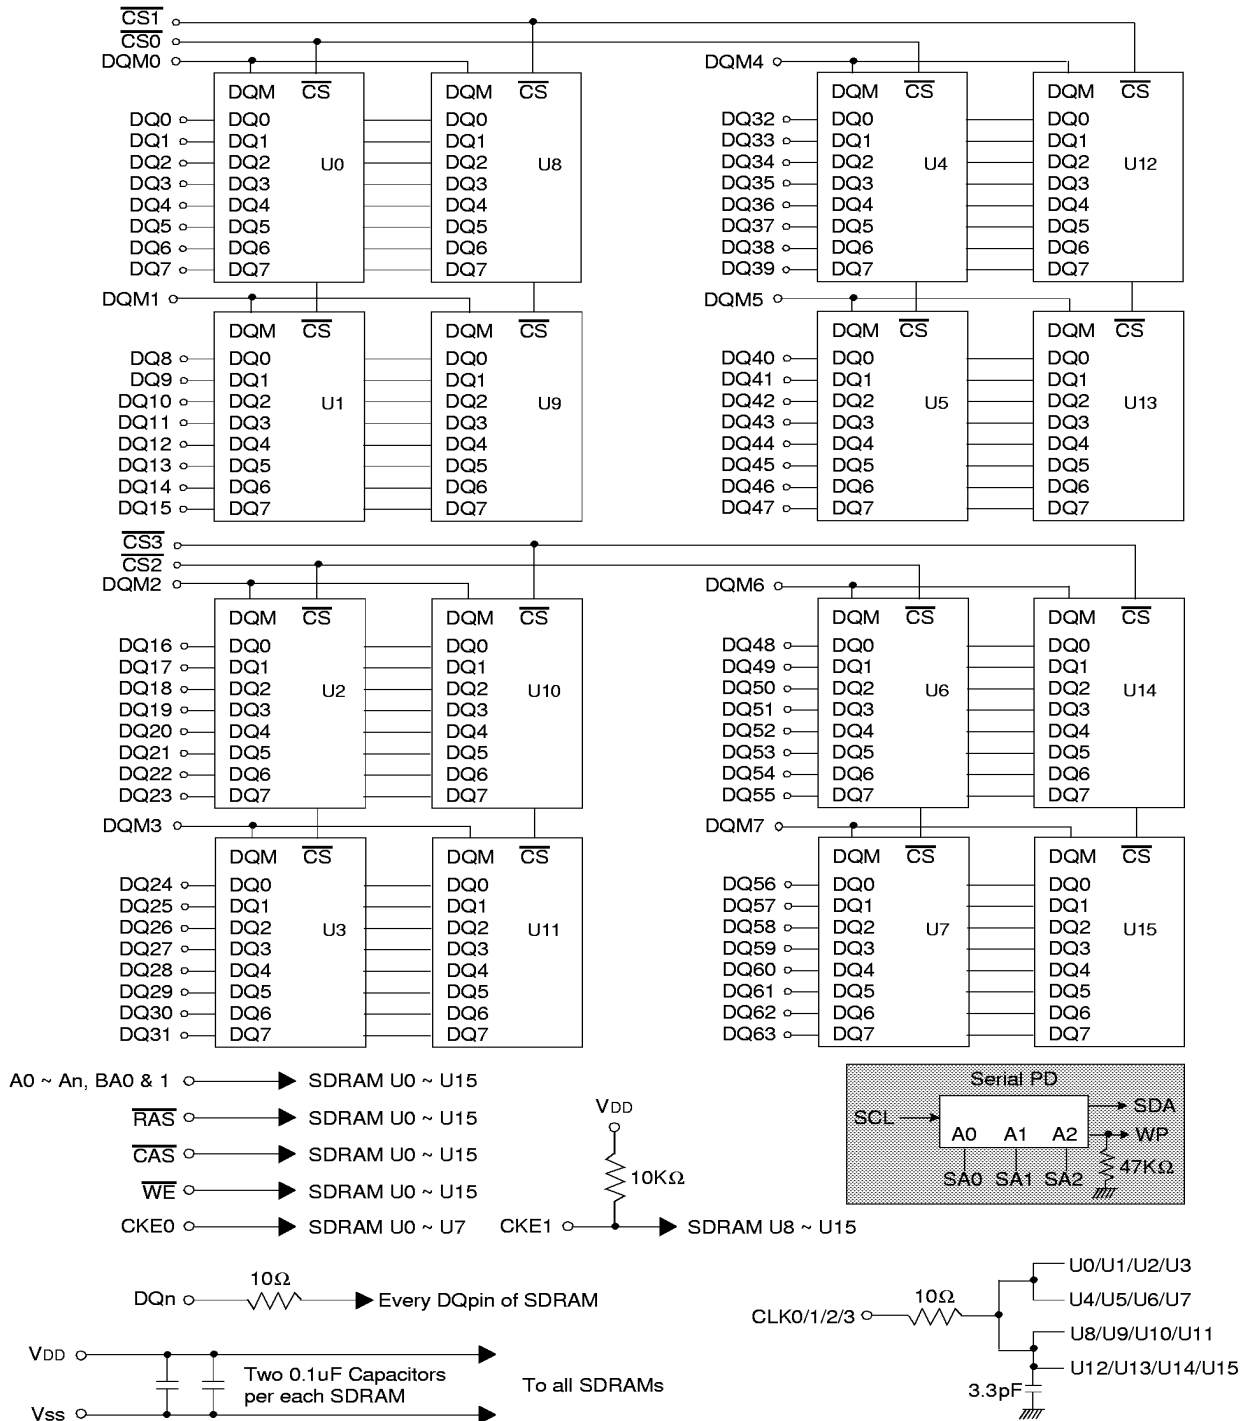 CS1
CS0
DQM0 DQM4
DQM CS DQM CS DQM CS DQM CS
DQ0 DQ0 DQ0 DQ32 DQ0 DQ0
DQ1 DQ1 DQ1 DQ33 DQ1 DQ1
DQ2 DQ2 U0 DQ2 U8 DQ34 DQ2 U4 DQ2 U12
DQ3 DQ3 DQ3 DQ35 DQ3 DQ3
DQ4 DQ4 DQ4 DQ36 DQ4 DQ4
DQ5 DQ5 DQ5 DQ37 DQ5 DQ5
DQ6 DQ6 DQ6 DQ38 DQ6 DQ6
DQ7 DQ7 DQ7 DQ39 DQ7 DQ7
DQM1 DQM5
DQM CS DQM CS DQM CS DQM CS
DQ8 DQ0 DQ0 DQ40 DQ0 DQ0
DQ9 DQ1 DQ1 DQ41 DQ1 DQ1
DQ10 DQ2 U1 DQ2 U9 DQ42 DQ2 U5 DQ2 U13
DQ11 DQ3 DQ3 DQ43 DQ3 DQ3
DQ12 DQ4 DQ4 DQ44 DQ4 DQ4
DQ13 DQ5 DQ5 DQ45 DQ5 DQ5
DQ14 DQ6 DQ6 DQ46 DQ6 DQ6
DQ15 DQ7 DQ7 DQ47 DQ7 DQ7
CS3
CS2
DQM2 DQM6
DQM CS DQM CS DQM CS DQM CS
DQ16 DQ0 DQ0 DQ48 DQ0 DQ0
DQ17 DQ1 DQ1 DQ49 DQ1 DQ1
DQ18 DQ2 U2 DQ2 U10 DQ50 DQ2 U6 DQ2 U14
DQ19 DQ3 DQ3 DQ51 DQ3 DQ3
DQ20 DQ4 DQ4 DQ52 DQ4 DQ4
DQ21 DQ5 DQ5 DQ53 DQ5 DQ5
DQ22 DQ6 DQ6 DQ54 DQ6 DQ6
DQ23 DQ7 DQ7 DQ55 DQ7 DQ7
DQM3 DQM7
DQM CS DQM CS DQM CS DQM CS
DQ24 DQ0 DQ0 DQ56 DQ0 DQ0
DQ25 DQ1 DQ1 DQ57 DQ1 DQ1
DQ26 DQ2 U3 DQ2 U11 DQ58 DQ2 U7 DQ2 U15
DQ27 DQ3 DQ3 DQ59 DQ3 DQ3
DQ28 DQ4 DQ4 DQ60 DQ4 DQ4
DQ29 DQ5 DQ5 DQ61 DQ5 DQ5
DQ30 DQ6 DQ6 DQ62 DQ6 DQ6
DQ31 DQ7 DQ7 DQ63 DQ7 DQ7
A0 ~ An, BA0 & 1 SDRAM U0 ~ U15
RAS SDRAM U0 ~ U15
CAS SDRAM U0 ~ U15
WE SDRAM U0 ~ U15
CKE0 SDRAM U0 ~ U7
VDD
10KΩ
CKE1 SDRAM U8 ~ U15
Serial PD
SCL SDA
A0 A1 A2 WP
SA0 SA1 SA2 47KΩ
10Ω
DQn Every DQpin of SDRAM
VDD
Two 0.1uF Capacitors
per each SDRAM
To all SDRAMs
Vss
U0/U1/U2/U3
10Ω
U4/U5/U6/U7
CLK0/1/2/3
U8/U9/U10/U11
U12/U13/U14/U15
3.3pF